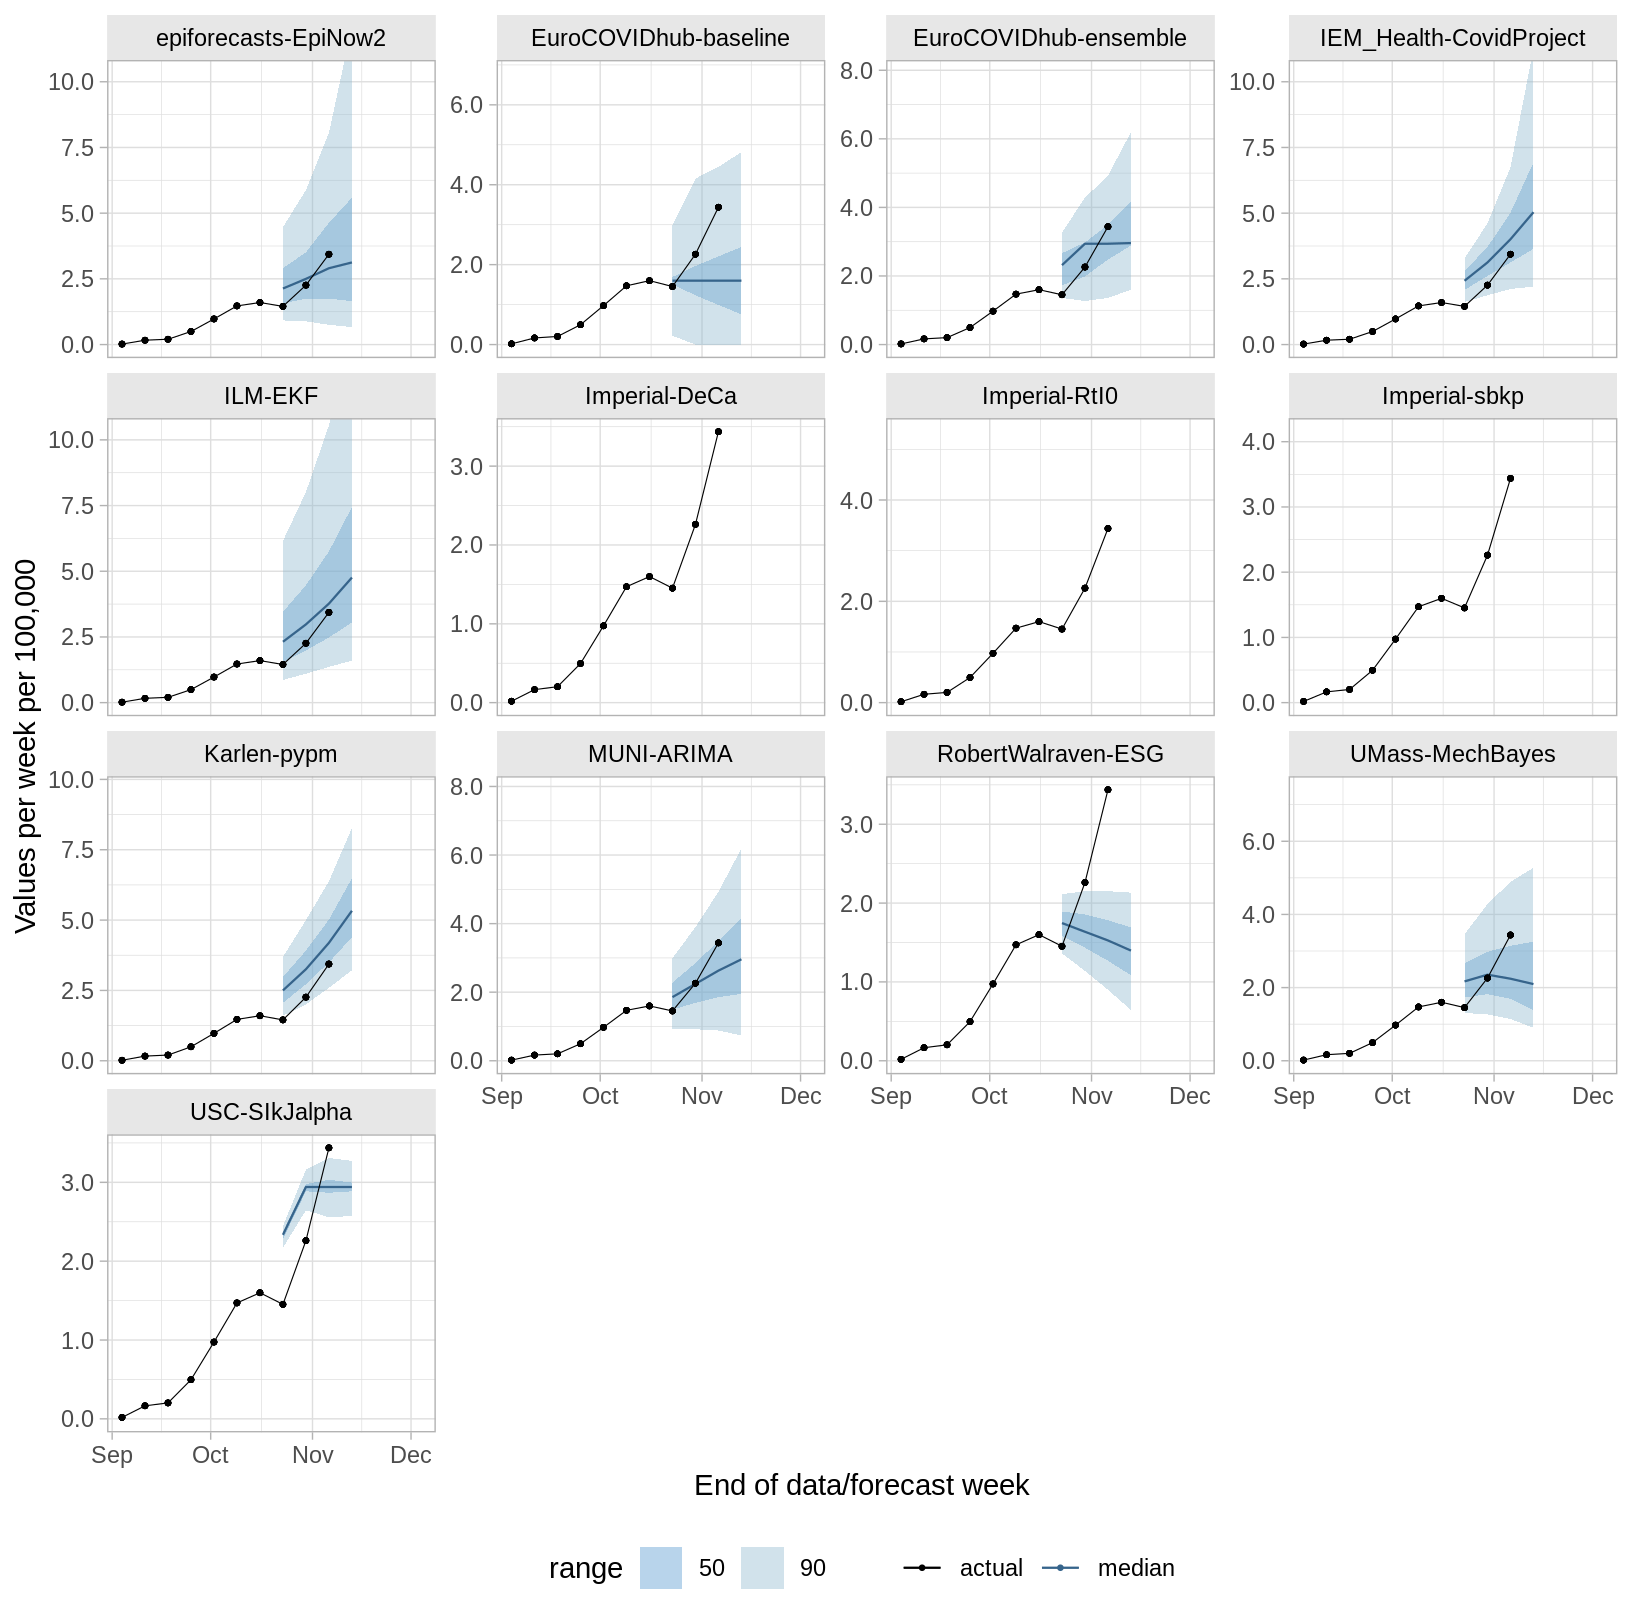 epiforecasts-EpiNow2 EuroCOVIDhub-baseline EuroCOVIDhub-ensemble IEM_Health-CovidProject
10.0 7.5 5.0 2.5 0.0
6.0 4.0 2.0 0.0
8.0 6.0 4.0 2.0 0.0
10.0 7.5 5.0 2.5 0.0
ILM-EKF Imperial-DeCa Imperial-RtI0 Imperial-sbkp
10.0 7.5 5.0 2.5 0.0
3.0 2.0 1.0 0.0
4.0 2.0 0.0
4.0 3.0 2.0 1.0 0.0
Values per week per 100,000
Karlen-pypm MUNI-ARIMA RobertWalraven-ESG UMass-MechBayes
10.0 7.5 5.0 2.5 0.0
8.0 6.0 4.0 2.0 0.0
3.0 2.0 1.0 0.0
6.0 4.0 2.0 0.0
Sep Oct Nov Dec Sep Oct Nov Dec Sep Oct Nov Dec
USC-SIkJalpha
3.0 2.0 1.0 0.0
Sep Oct Nov Dec
End of data/forecast week
range 50 90 actual median